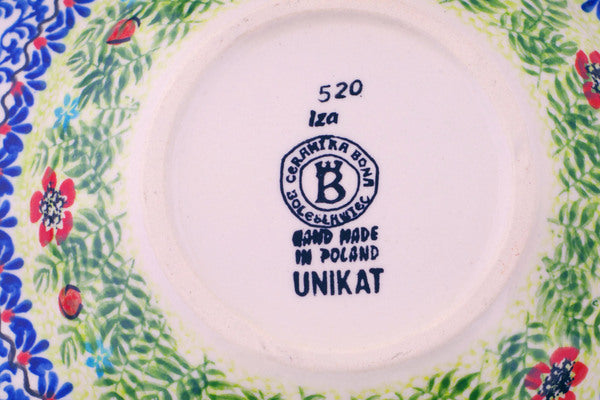 520
Iza
CERAMIKA BONA
B
BOLESŁAWIEC
HAND MADE
IN POLAND
UNIKAT